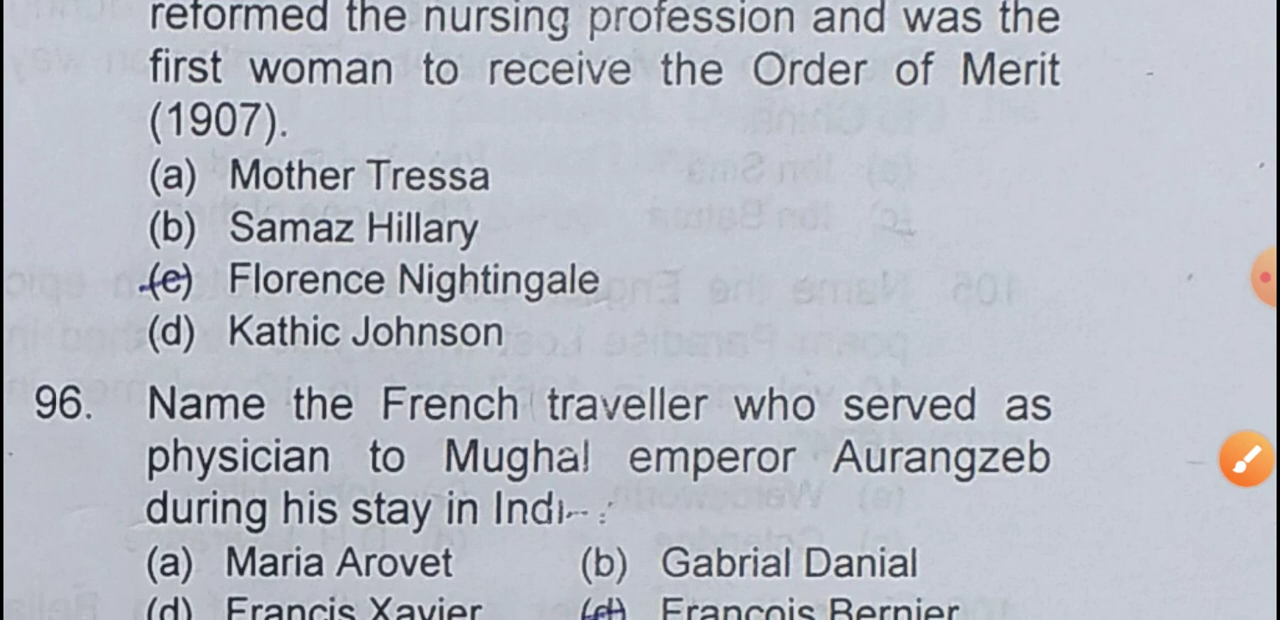 reformed the nursing profession and was the
first woman to receive the Order of Merit
(1907).
(a) Mother Tressa
(b) Samaz Hillary
(c) Florence Nightingale
(d) Kathic Johnson
96. Name the French traveller who served as
physician to Mughal emperor Aurangzeb
during his stay in
(a) Maria Arovet (b) Gabrial Danial
(d) Francis Xavier (d) Francois Bernier